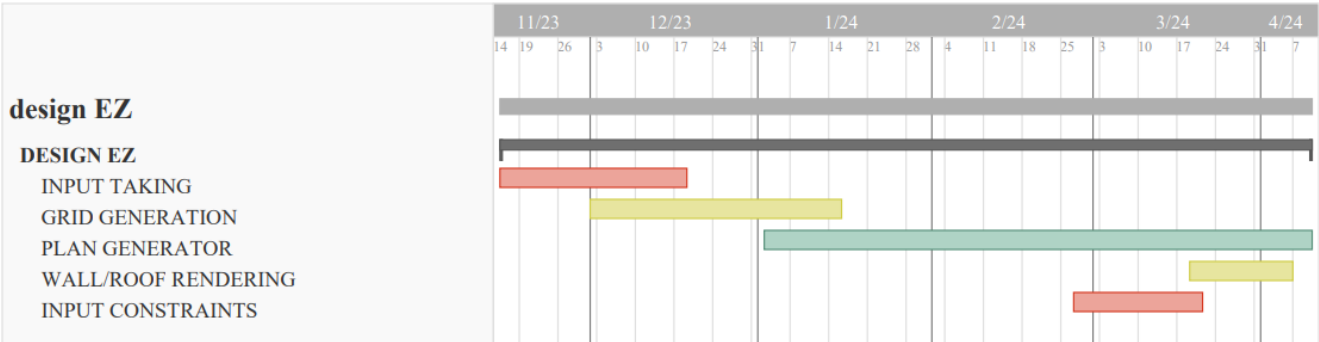 11/23 12/23 1/24 2/24 3/24 4/24
14 19 26 3 10 17 24 31 7 14 21 28 4 11 18 25 3 10 17 24 31 7
design EZ
DESIGN EZ
INPUT TAKING
GRID GENERATION
PLAN GENERATOR
WALL/ROOF RENDERING
INPUT CONSTRAINTS